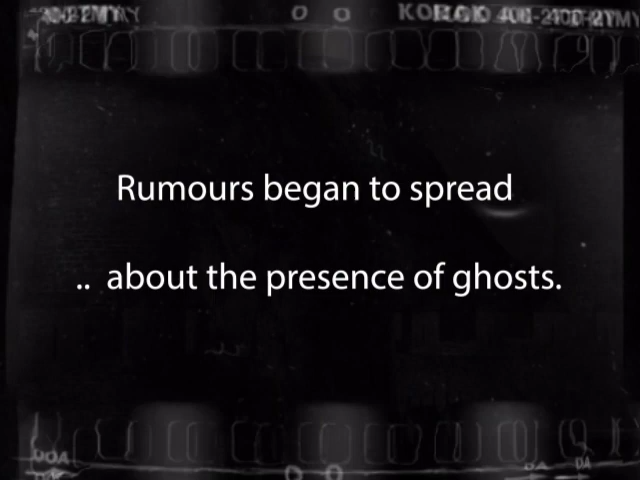 Rumours began to spread
.. about the presence of ghosts.